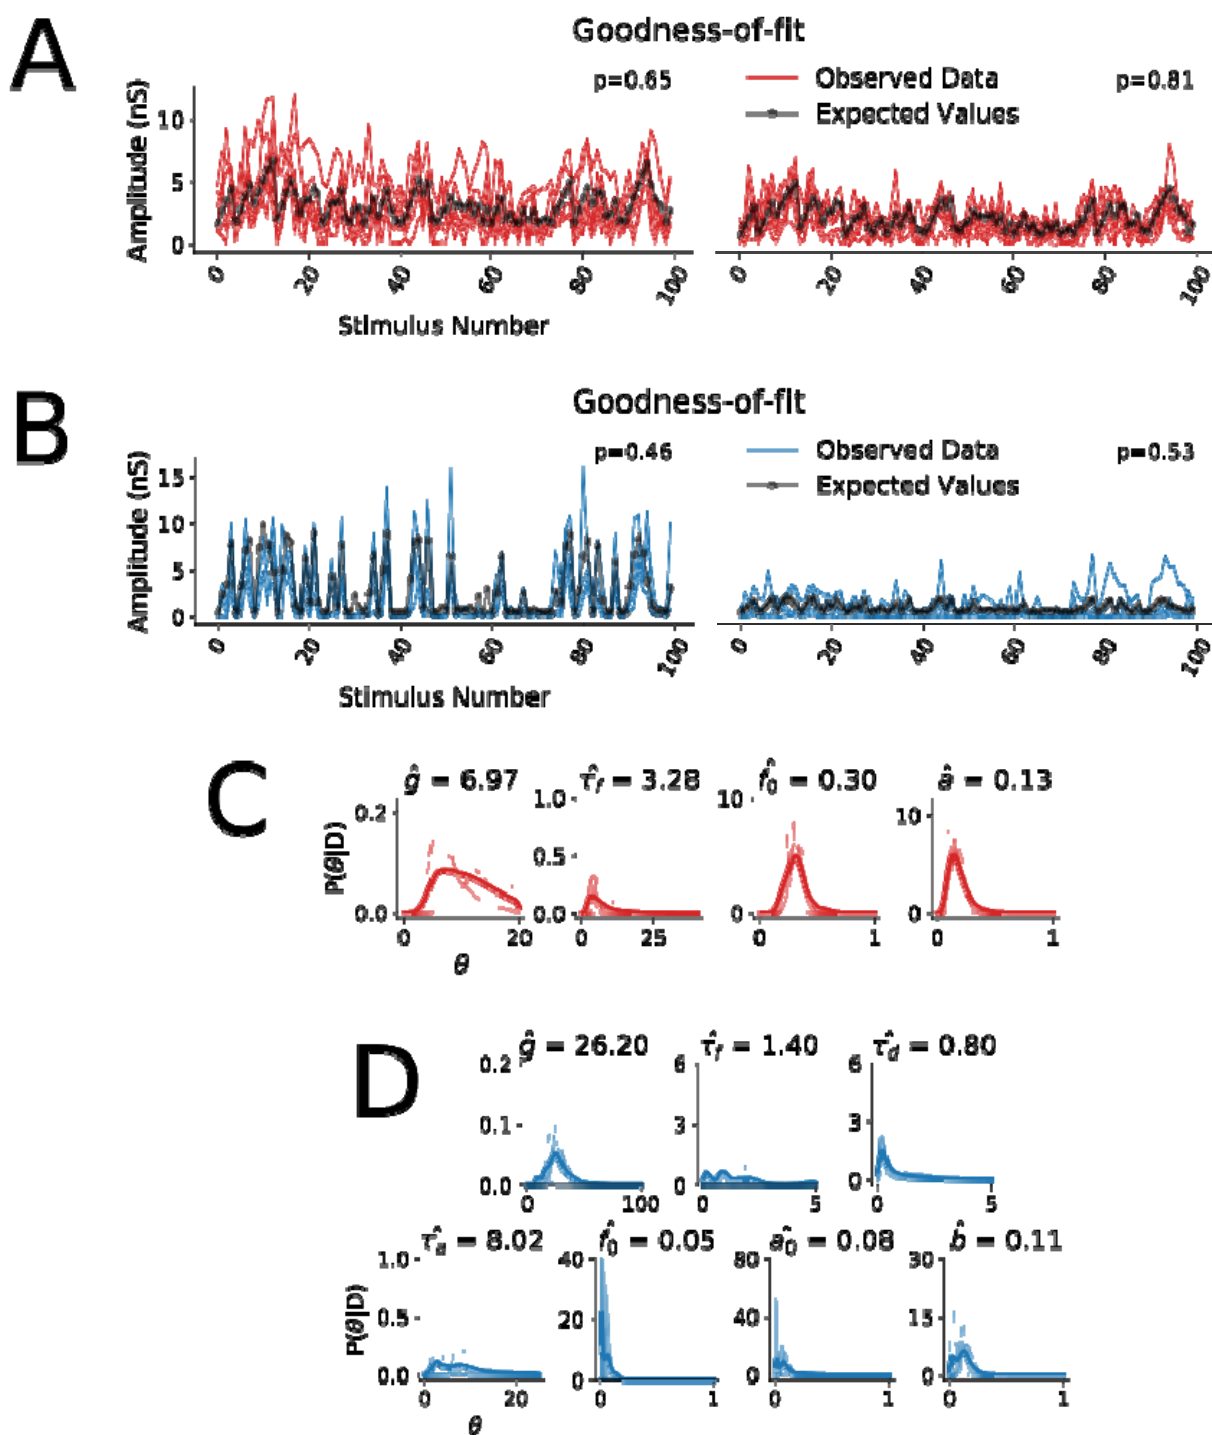 A
Goodness-of-fit
p=0.65
Observed Data
p=0.81
Expected Values
Amplitude (nS)
10
5
0
0 20 40 60 80 100
0 20 40 60 80 100
Stimulus Number
B
Goodness-of-fit
p=0.46
Observed Data
p=0.53
Expected Values
Amplitude (nS)
15
10
5
0
0 20 40 60 80 100
0 20 40 60 80 100
Stimulus Number
C
ĝ = 6.97
τ̂f = 3.28
f̂0 = 0.30
â = 0.13
P(θ|D)
0.2
0.0
1.0
0.5
0.0
10
0
10
0
0 20
0 25
0 1
0 1
θ
D
ĝ = 26.20
τ̂f = 1.40
τ̂d = 0.80
0.2
0.1
0.0
6
3
0
6
3
0
0 100
0 5
0 5
τ̂a = 8.02
f̂0 = 0.05
â0 = 0.08
b̂ = 0.11
P(θ|D)
1.0
0.5
0.0
40
20
0
80
40
0
30
15
0
0 20
0 1
0 1
0 1
θ